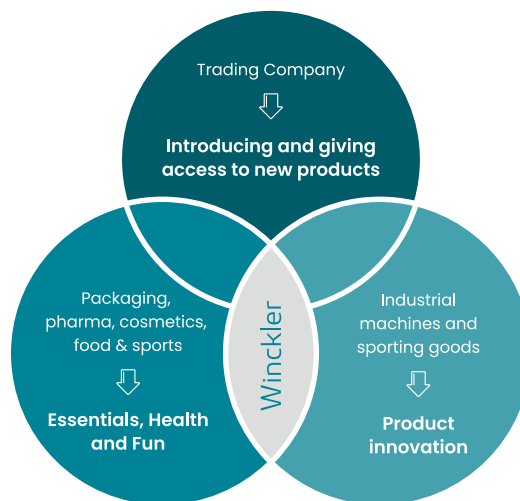 Trading Company
Introducing and giving
access to new products
Packaging,
pharma, cosmetics,
food & sports
Essentials, Health
and Fun
Winckler
Industrial
machines and
sporting goods
Product
innovation